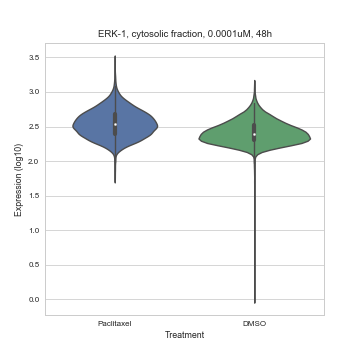 ERK-1, cytosolic fraction, 0.0001uM, 48h
3.5
3.0
2.5
2.0
1.5
1.0
0.5
0.0
Expression (log10)
Paclitaxel
DMSO
Treatment